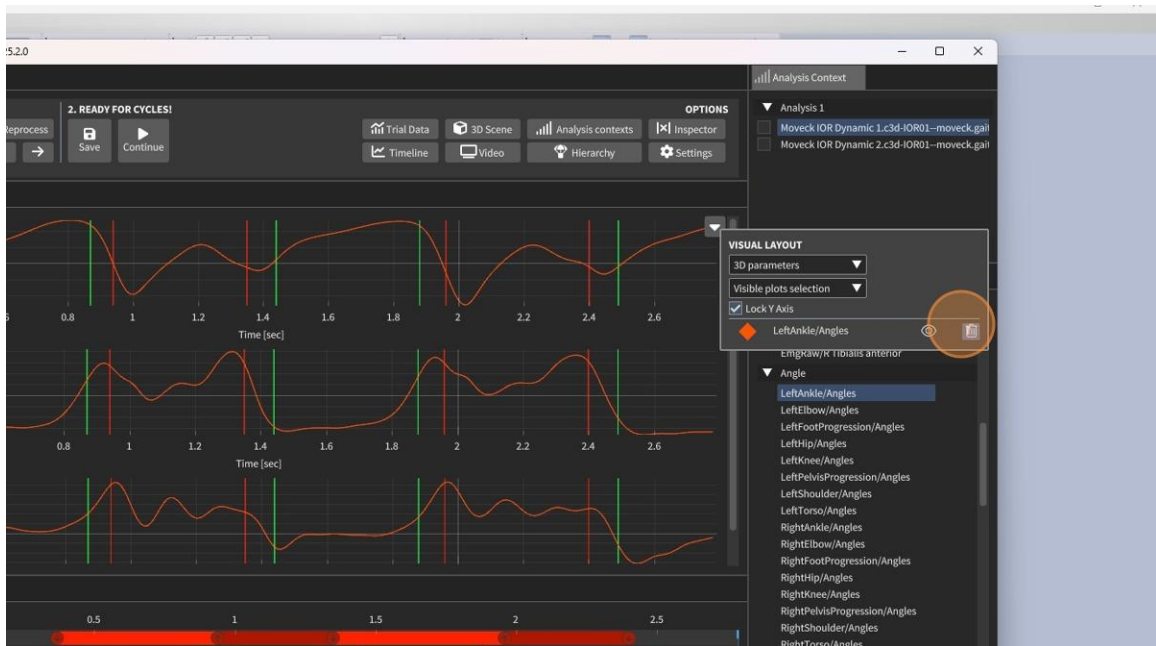 25.2.0
Analysis Context
2. READY FOR CYCLES!
OPTIONS
Analysis 1
Reprocess
Save
Continue
Trial Data
3D Scene
Analysis contexts
Inspector
Timeline
Video
Hierarchy
Settings
Moveck IOR Dynamic 1.c3d-IOR01--moveck.gait
Moveck IOR Dynamic 2.c3d-IOR01--moveck.gait
VISUAL LAYOUT
3D parameters
Visible plots selection
Lock Y Axis
LeftAnkle/Angles
0.8 1 1.2 1.4 1.6 1.8 2 2.2 2.4 2.6
Time [sec]
EmgRaw/R Tibialis anterior
Angle
LeftAnkle/Angles
LeftElbow/Angles
LeftFootProgression/Angles
LeftHip/Angles
LeftKnee/Angles
LeftPelvisProgression/Angles
LeftShoulder/Angles
LeftTorso/Angles
RightAnkle/Angles
RightElbow/Angles
RightFootProgression/Angles
RightHip/Angles
RightKnee/Angles
RightPelvisProgression/Angles
RightShoulder/Angles
RightTorso/Angles
0.8 1 1.2 1.4 1.6 1.8 2 2.2 2.4 2.6
Time [sec]
0.5 1 1.5 2 2.5